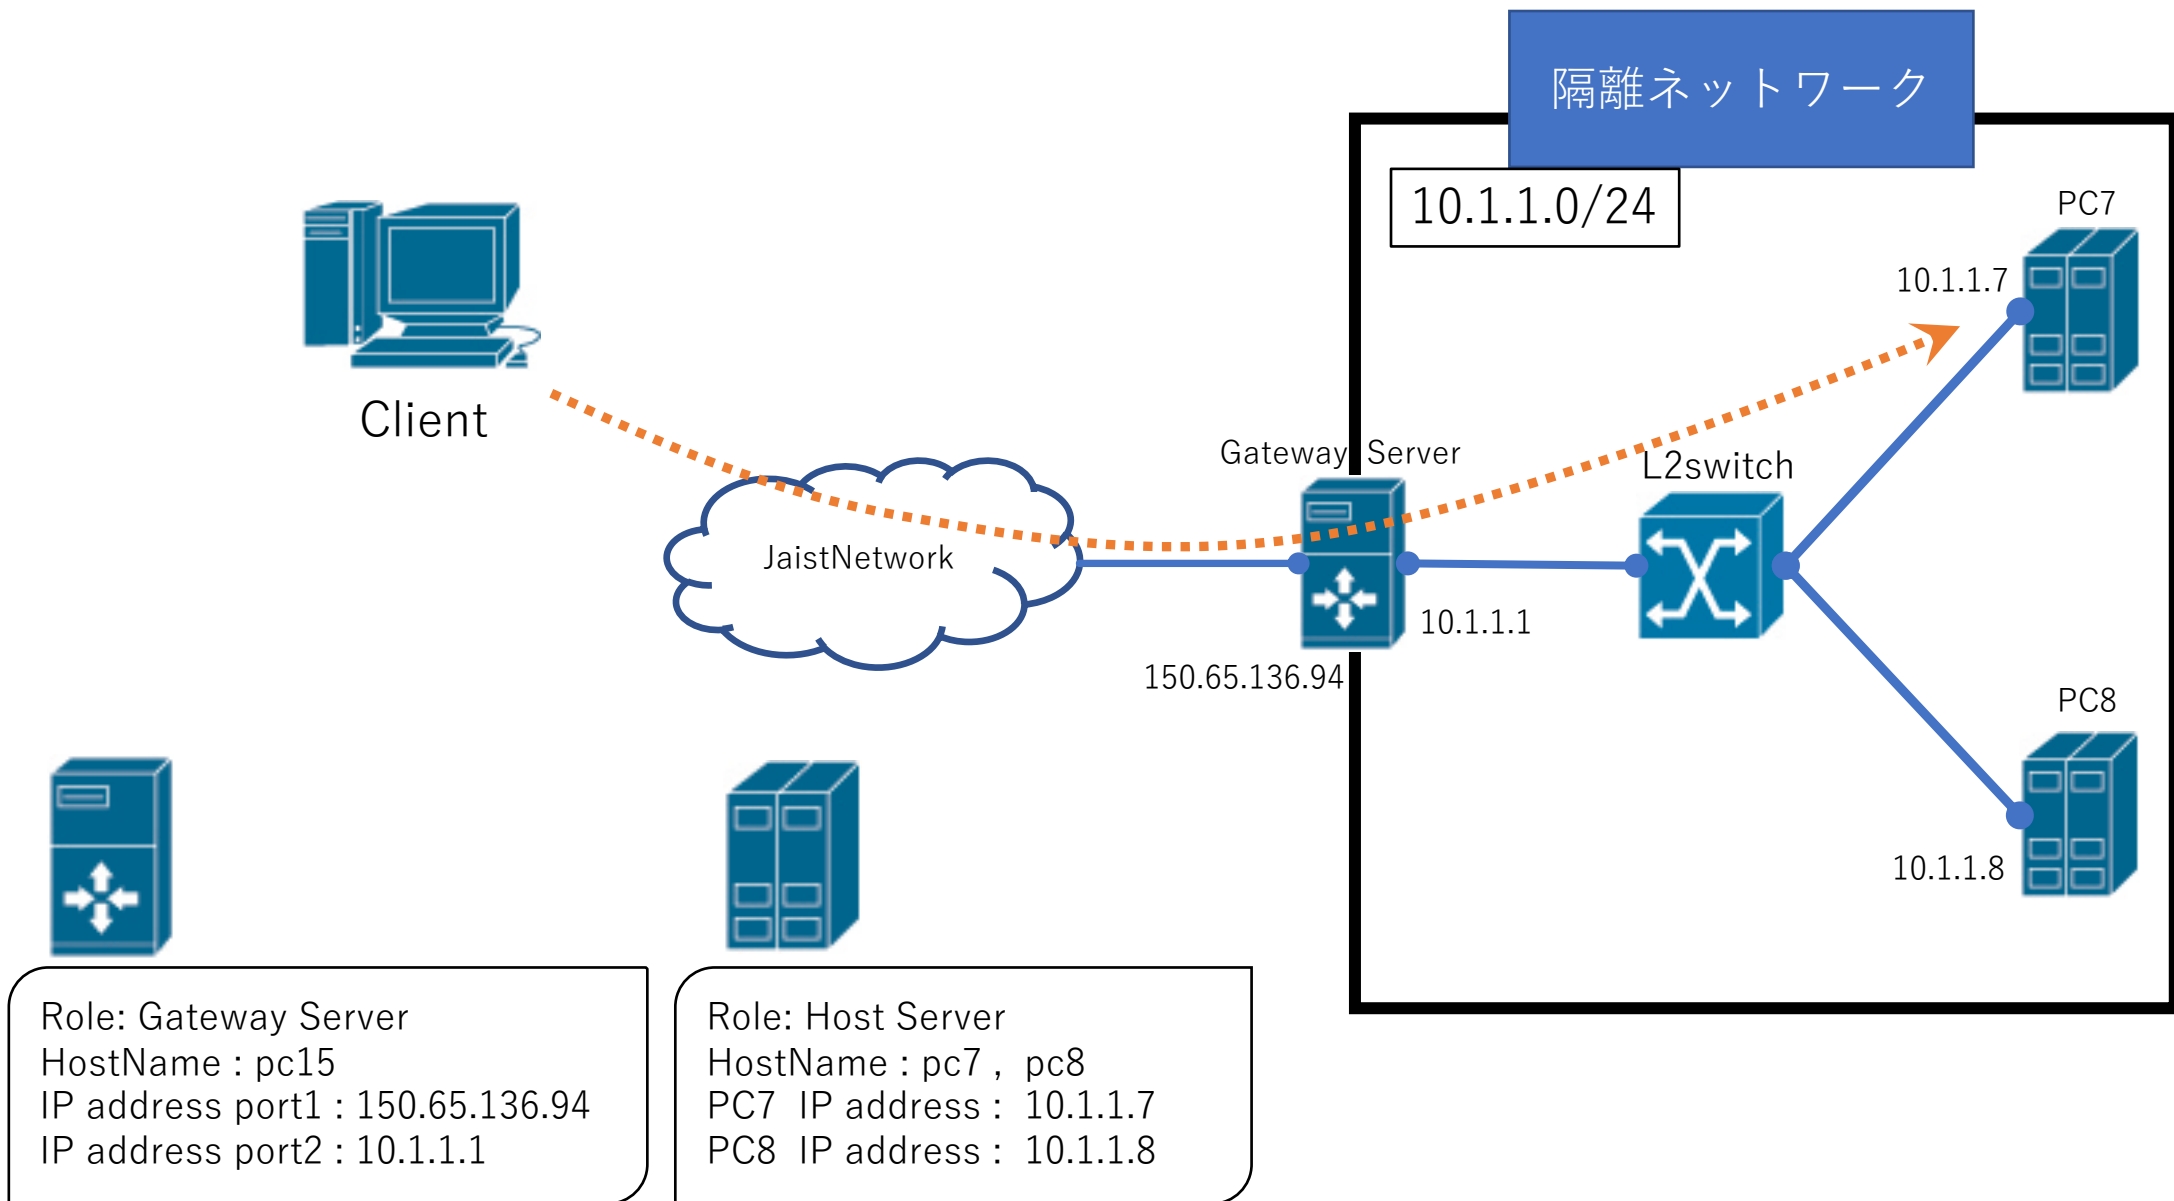 隔離ネットワーク
10.1.1.0/24
PC7
10.1.1.7
Client
Gateway Server
L2switch
JaistNetwork
10.1.1.1
150.65.136.94
PC8
10.1.1.8
Role: Gateway Server
HostName : pc15
IP address port1 : 150.65.136.94
IP address port2 : 10.1.1.1
Role: Host Server
HostName : pc7 , pc8
PC7 IP address : 10.1.1.7
PC8 IP address : 10.1.1.8